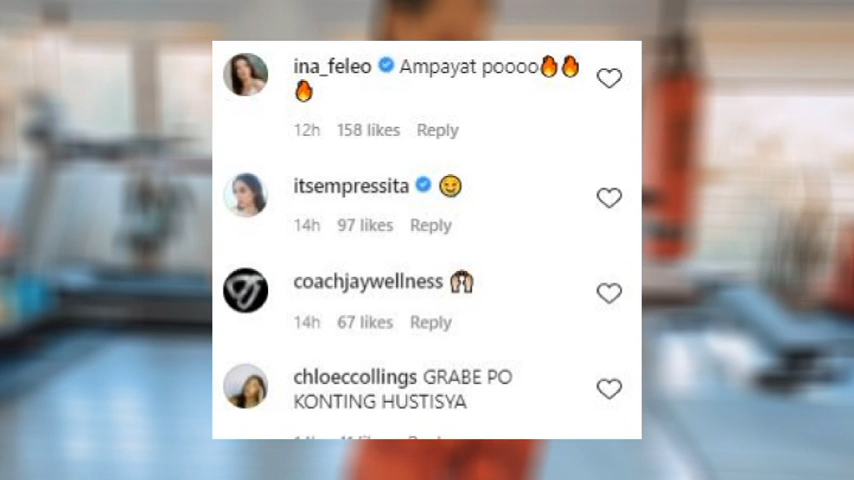 ina_feleo Ampayat poooo🔥🔥
🔥
12h 158 likes Reply
itsempressita 😉
14h 97 likes Reply
coachjaywellness 🙌
14h 67 likes Reply
chloeccollings GRABE PO
KONTING HUSTISYA